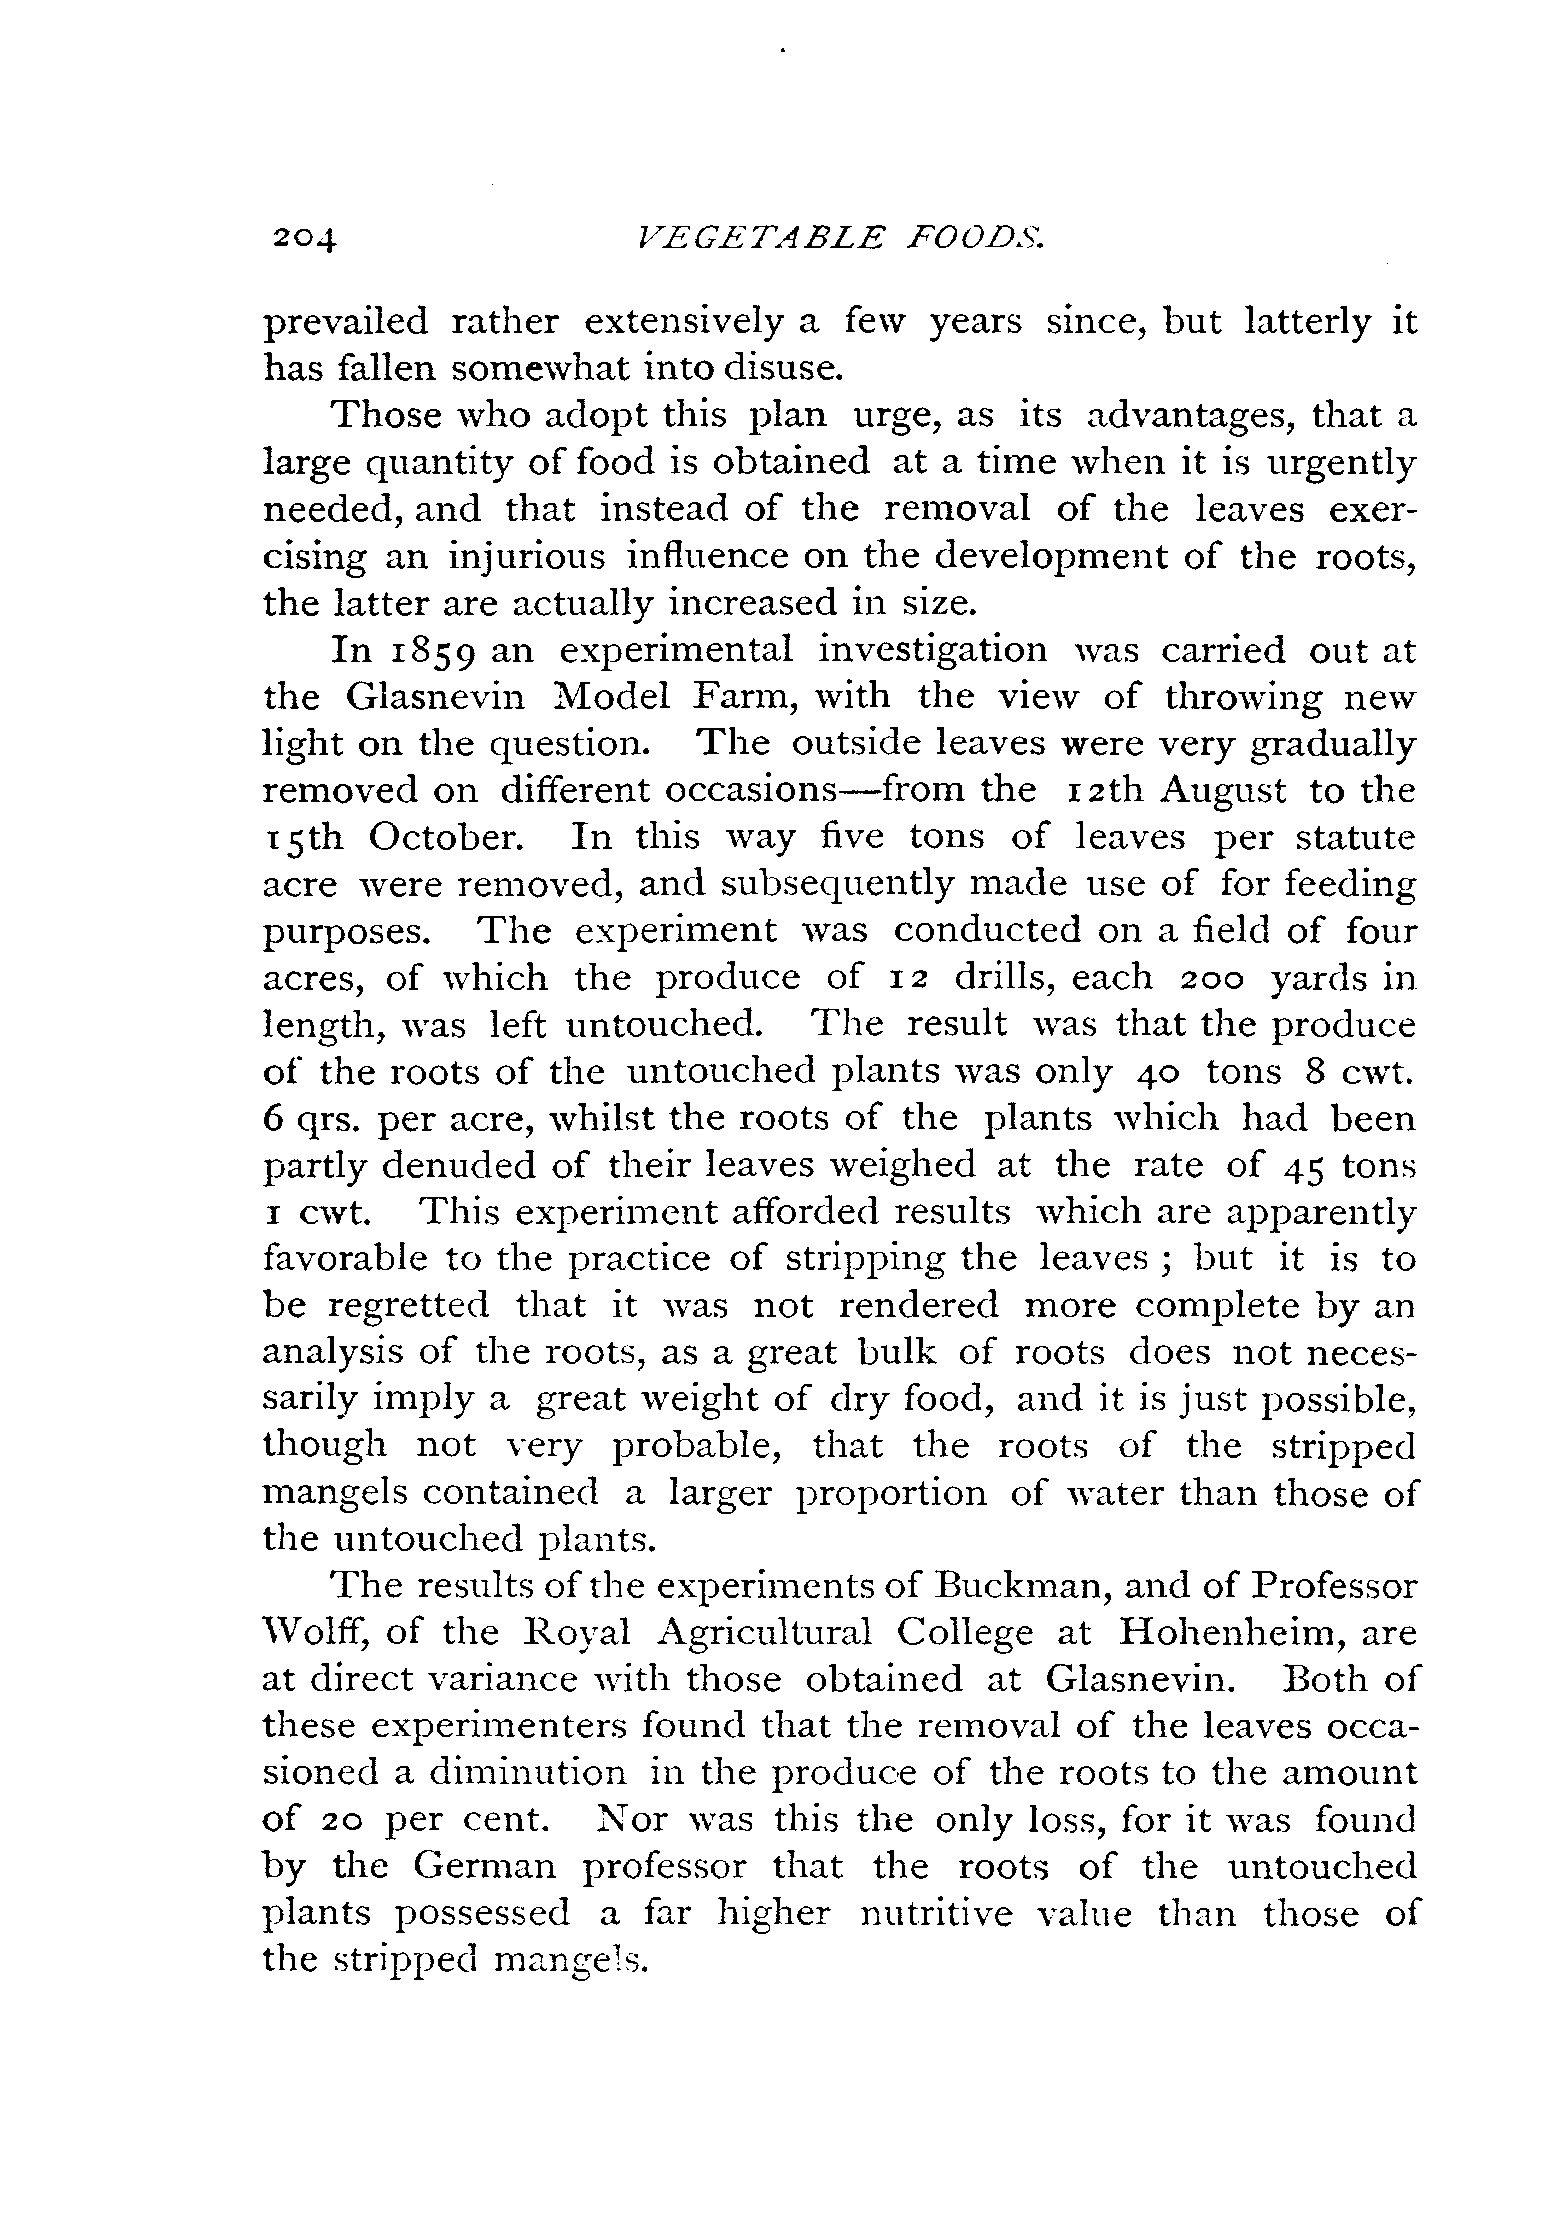 204 VEGETABLE FOODS.
prevailed rather extensively a few years since, but latterly it
has fallen somewhat into disuse.
Those who adopt this plan urge, as its advantages, that a
large quantity of food is obtained at a time when it is urgently
needed, and that instead of the removal of the leaves exer-
cising an injurious influence on the development of the roots,
the latter are actually increased in size.
In 1859 an experimental investigation was carried out at
the Glasnevin Model Farm, with the view of throwing new
light on the question. The outside leaves were very gradually
removed on different occasions—from the 12th August to the
15th October. In this way five tons of leaves per statute
acre were removed, and subsequently made use of for feeding
purposes. The experiment was conducted on a field of four
acres, of which the produce of 12 drills, each 200 yards in
length, was left untouched. The result was that the produce
of the roots of the untouched plants was only 40 tons 8 cwt.
6 qrs. per acre, whilst the roots of the plants which had been
partly denuded of their leaves weighed at the rate of 45 tons
1 cwt. This experiment afforded results which are apparently
favorable to the practice of stripping the leaves ; but it is to
be regretted that it was not rendered more complete by an
analysis of the roots, as a great bulk of roots does not neces-
sarily imply a great weight of dry food, and it is just possible,
though not very probable, that the roots of the stripped
mangels contained a larger proportion of water than those of
the untouched plants.
The results of the experiments of Buckman, and of Professor
Wolff, of the Royal Agricultural College at Hohenheim, are
at direct variance with those obtained at Glasnevin. Both of
these experimenters found that the removal of the leaves occa-
sioned a diminution in the produce of the roots to the amount
of 20 per cent. Nor was this the only loss, for it was found
by the German professor that the roots of the untouched
plants possessed a far higher nutritive value than those of
the stripped mangels.